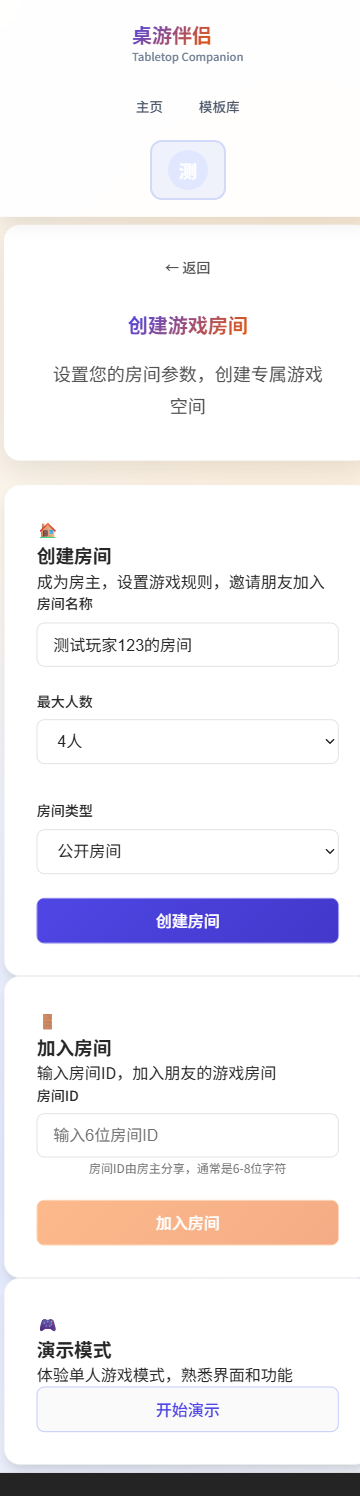 桌游伴侣
Tabletop Companion
主页 模板库
测
← 返回
创建游戏房间
设置您的房间参数，创建专属游戏
空间
创建房间
成为房主，设置游戏规则，邀请朋友加入
房间名称
测试玩家123的房间
最大人数
4人
房间类型
公开房间
创建房间
加入房间
输入房间ID，加入朋友的游戏房间
房间ID
输入6位房间ID
房间ID由房主分享，通常是6-8位字符
加入房间
演示模式
体验单人游戏模式，熟悉界面和功能
开始演示